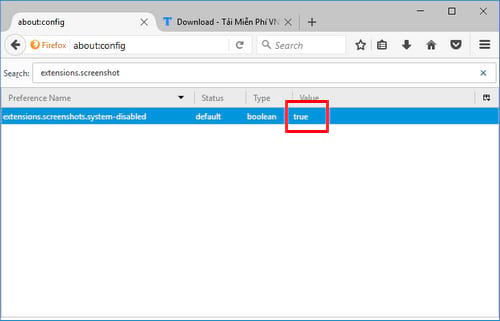 about:config
Download - Tải Miễn Phí VN
Firefox
about:config
Search
Search:
extensions.screenshot
Preference Name
Status
Type
Value
extensions.screenshots.system-disabled
default
boolean
true